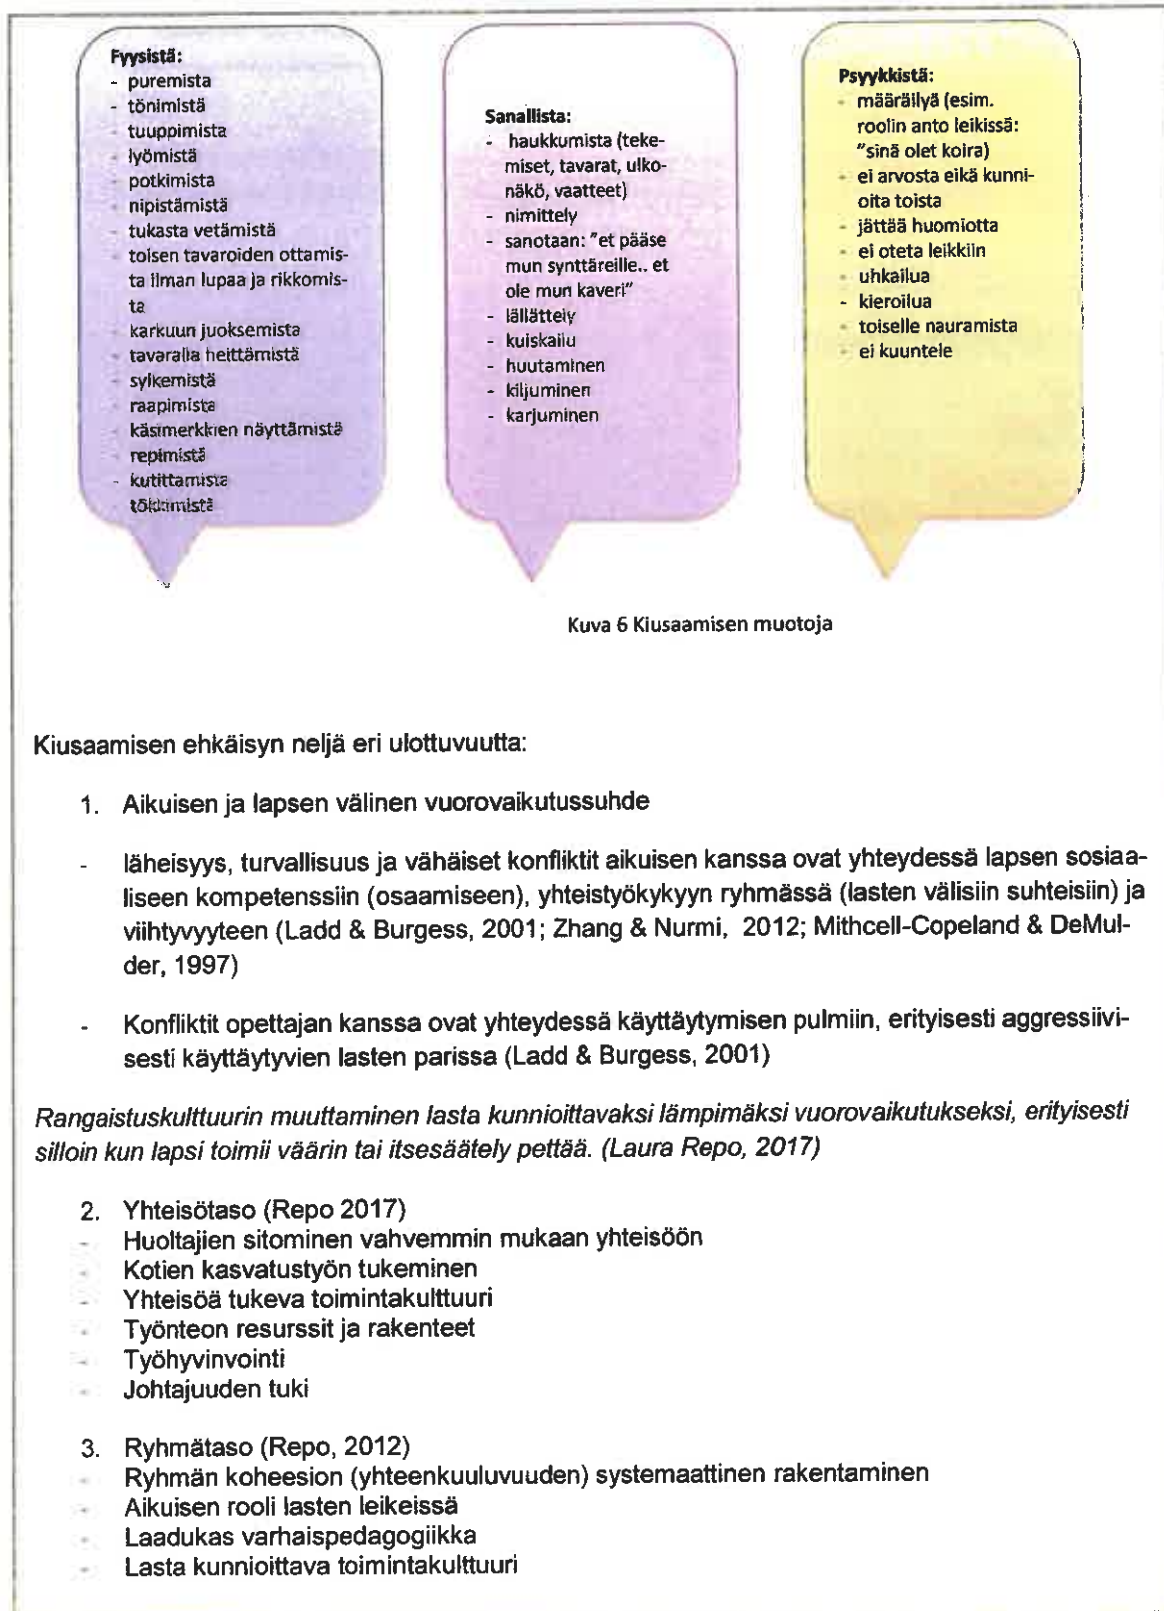 Fyysistä:
- puremista
- tönimistä
- tuuppimista
- lyömistä
- potkimista
- nipistämistä
- tukasta vetämistä
- toisen tavaroiden ottamis-
ta ilman lupaa ja rikkomis-
ta
- karkuun juoksemista
- tavaralla heittämistä
- sylkemistä
- raapimista
- käsimerkkien näyttämistä
- repimistä
- kutittamista
tökkimistä
Sanallista:
- haukkumista (teke-
miset, tavarat, ulko-
näkö, vaatteet)
- nimittely
- sanotaan: "et pääse
mun synttäreille.. et
ole mun kaveri"
- lällättely
- kuiskailu
- huutaminen
- kiljuminen
- karjuminen
Psyykkistä:
- määräilyä (esim.
roolin anto leikissä:
"sinä olet koira)
- ei arvosta eikä kunni-
oita toista
- jättää huomiotta
- ei oteta leikkiin
- uhkailua
- kieroilua
- toiselle nauramista
- ei kuuntele
Kuva 6 Kiusaamisen muotoja
Kiusaamisen ehkäisyn neljä eri ulottuvuutta:
1. Aikuisen ja lapsen välinen vuorovaikutussuhde
- läheisyys, turvallisuus ja vähäiset konfliktit aikuisen kanssa ovat yhteydessä lapsen sosiaa-
liseen kompetenssiin (osaamiseen), yhteistyökykyyn ryhmässä (lasten välisiin suhteisiin) ja
viihtyvyyteen (Ladd & Burgess, 2001; Zhang & Nurmi, 2012; Mithcell-Copeland & DeMul-
der, 1997)
- Konfliktit opettajan kanssa ovat yhteydessä käyttäytymisen pulmiin, erityisesti aggressiivi-
sesti käyttäytyvien lasten parissa (Ladd & Burgess, 2001)
Rangaistuskulttuurin muuttaminen lasta kunnioittavaksi lämpimäksi vuorovaikutukseksi, erityisesti
silloin kun lapsi toimii väärin tai itsesäätely pettää. (Laura Repo, 2017)
2. Yhteisötaso (Repo 2017)
- Huoltajien sitominen vahvemmin mukaan yhteisöön
- Kotien kasvatustyön tukeminen
- Yhteisöä tukeva toimintakulttuuri
- Työnteon resurssit ja rakenteet
- Työhyvinvointi
- Johtajuuden tuki
3. Ryhmätaso (Repo, 2012)
- Ryhmän koheesion (yhteenkuuluvuuden) systemaattinen rakentaminen
- Aikuisen rooli lasten leikeissä
- Laadukas varhaispedagogiikka
- Lasta kunnioittava toimintakulttuuri